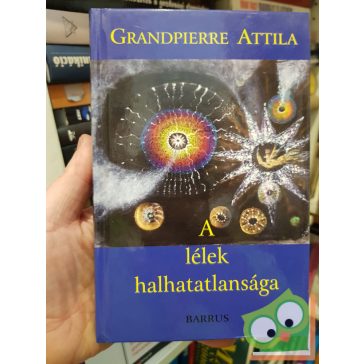 GRANDPIERRE ATTILA
A
lélek
halhatatlansága
BARRUS